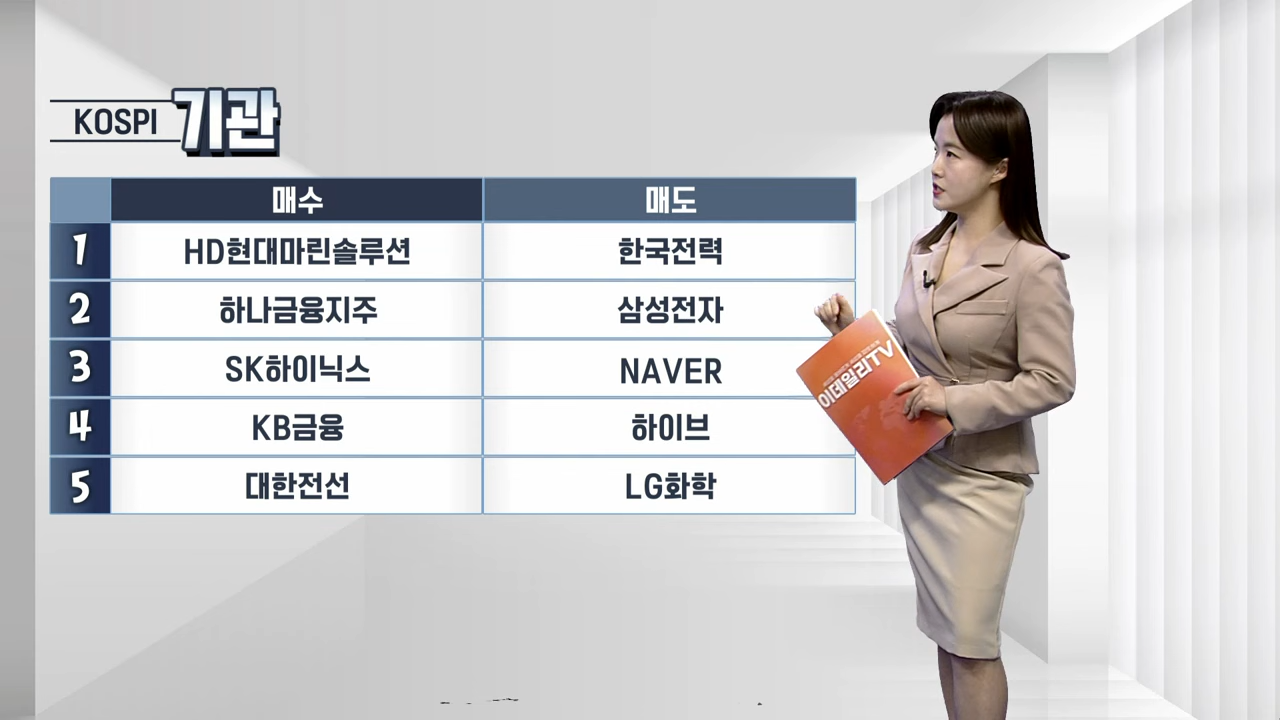 KOSPI 기관
매수 매도
1 HD현대마린솔루션 한국전력
2 하나금융지주 삼성전자
3 SK하이닉스 NAVER
4 KB금융 하이브
5 대한전선 LG화학
이데일리TV